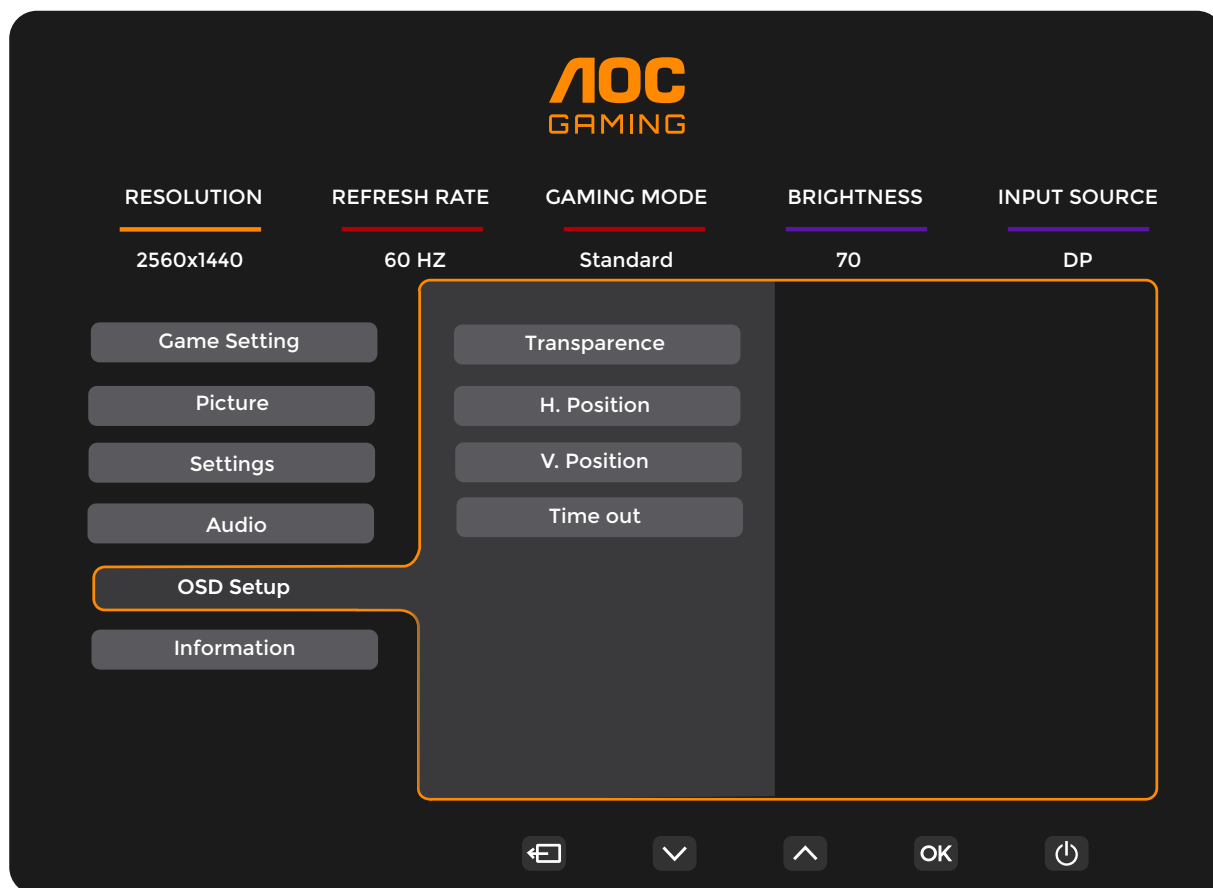 AOC
GAMING
RESOLUTION REFRESH RATE GAMING MODE BRIGHTNESS INPUT SOURCE
2560x1440 60 HZ Standard 70 DP
Game Setting
Picture
Settings
Audio
OSD Setup
Information
Transparence
H. Position
V. Position
Time out
OK